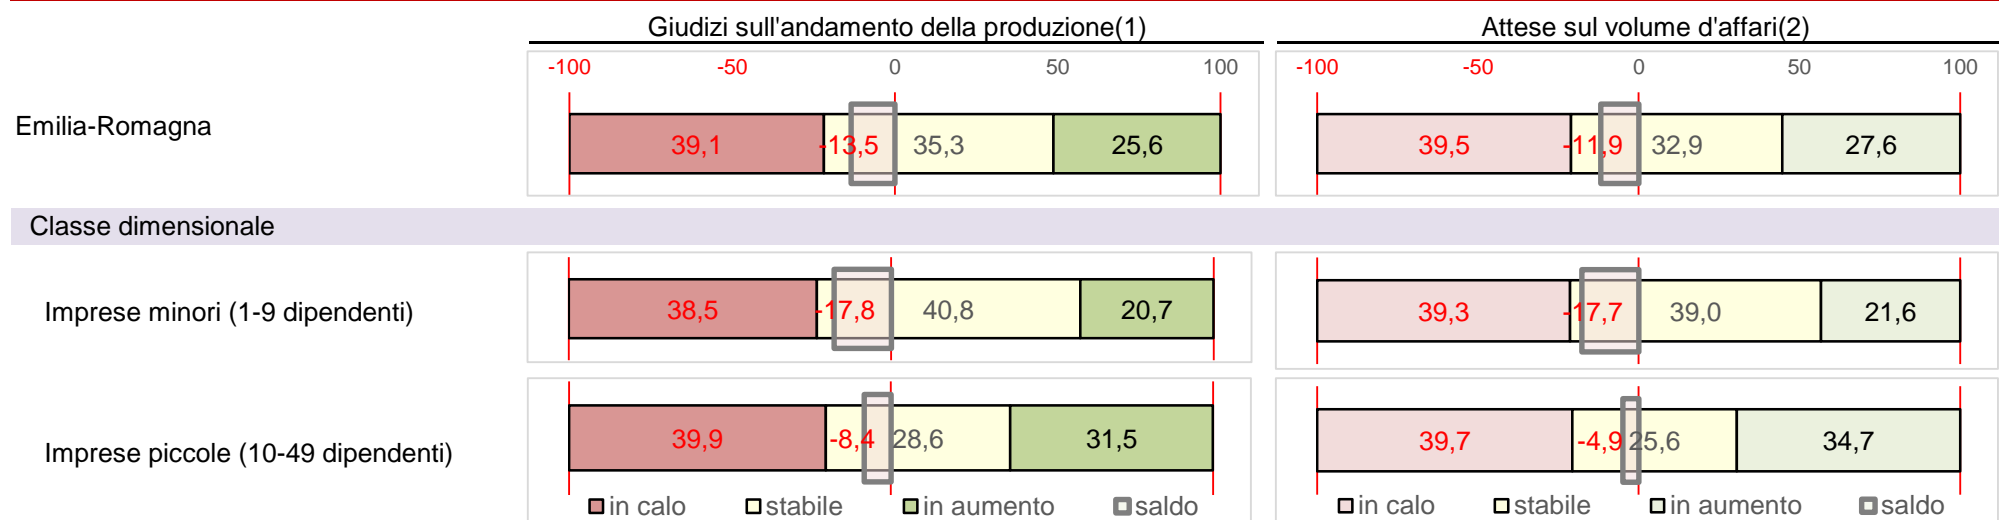 Giudizi sull'andamento della produzione(1) Attese sul volume d'affari(2)
-100 -50 0 50 100 -100 -50 0 50 100
Emilia-Romagna 39,1 -13,5 35,3 25,6 39,5 -11,9 32,9 27,6
Classe dimensionale
Imprese minori (1-9 dipendenti) 38,5 -17,8 40,8 20,7 39,3 -17,7 39,0 21,6
Imprese piccole (10-49 dipendenti) 39,9 -8,4 28,6 31,5 39,7 -4,9 25,6 34,7
in calo stabile in aumento saldo in calo stabile in aumento saldo